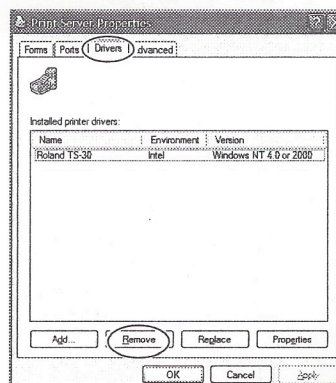 Print Server Properties
Forms Ports Drivers dvanced
Installed printer drivers:
Name Environment Version
Roland TS-30 Intel Windows NT 4.0 or 2000
Add... Remove Replace Properties
OK Cancel Apply